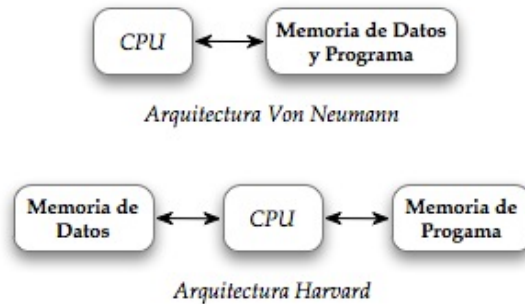 CPU
Memoria de Datos
y Programa
Arquitectura Von Neumann
Memoria de
Datos
CPU
Memoria de
Progama
Arquitectura Harvard